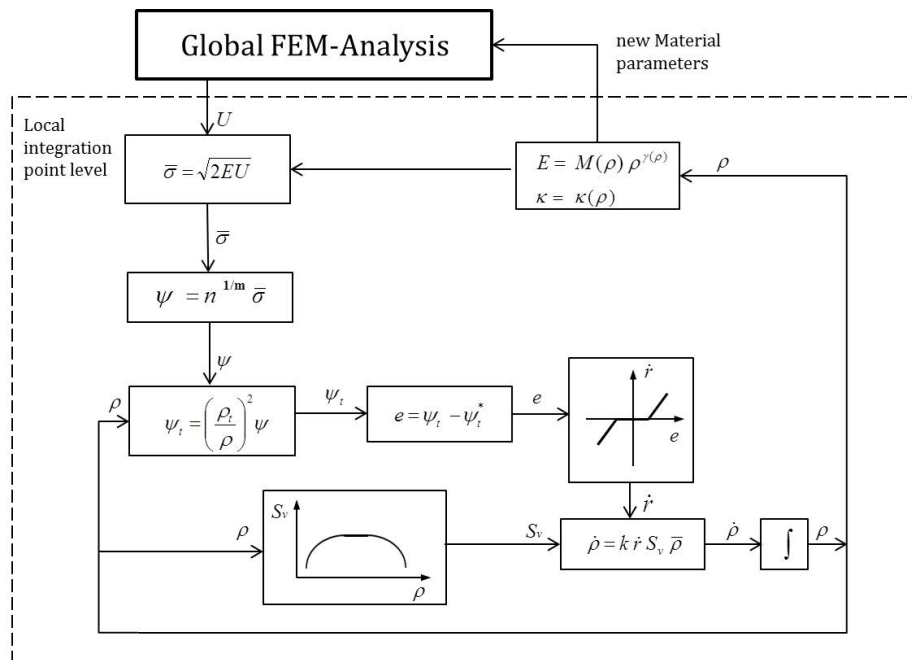 Global FEM-Analysis
new Material
parameters
Local
integration
point level
U
σ̅ = √2EU
E = M(ρ) ρ^γ(ρ)
κ = κ(ρ)
ρ
σ̅
ψ = n^1/m σ̅
ψ
ρ
ψ_t = (ρ_t/ρ)^2 ψ
ψ_t
e = ψ_t − ψ_t^*
e
ṙ
e
ṙ
ρ
S_v
ρ
S_v
ρ̇ = k ṙ S_v ρ̅
ρ̇
∫
ρ